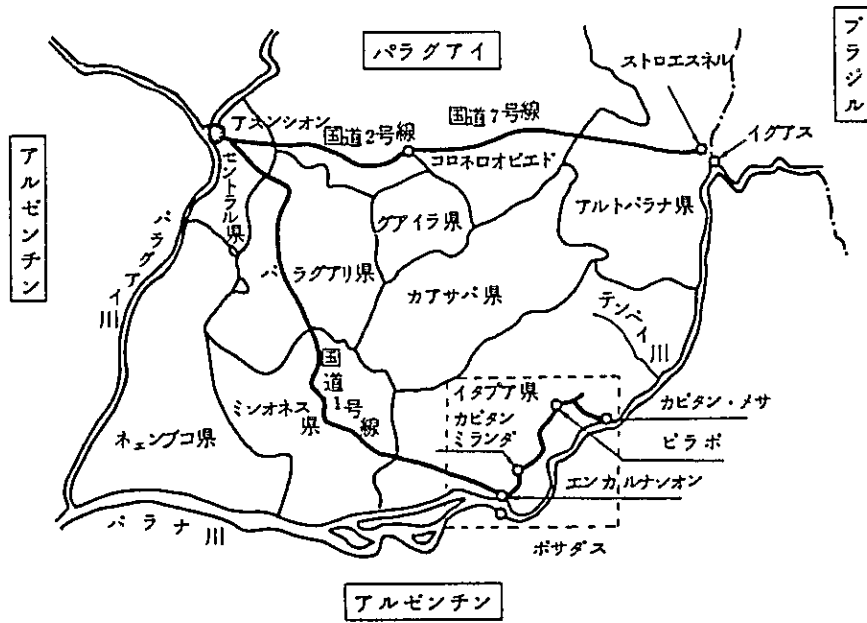 パラグアイ
ブラジル
ストロエスネル
国道7号線
国道2号線
アスンシオン
イグアス
コロネロオビエド
アルゼンチン
セントラル県
アルトパラナ県
グアイラ県
パラグアイ川
パラグアリ県
カアサパ県
テンベイ川
国道1号線
イタプア県
ミシオネス県
カピタン
ミランダ
カピタン・メサ
ネェンブコ県
ピラポ
エンカルナシオン
パラナ川
ポサダス
アルゼンチン